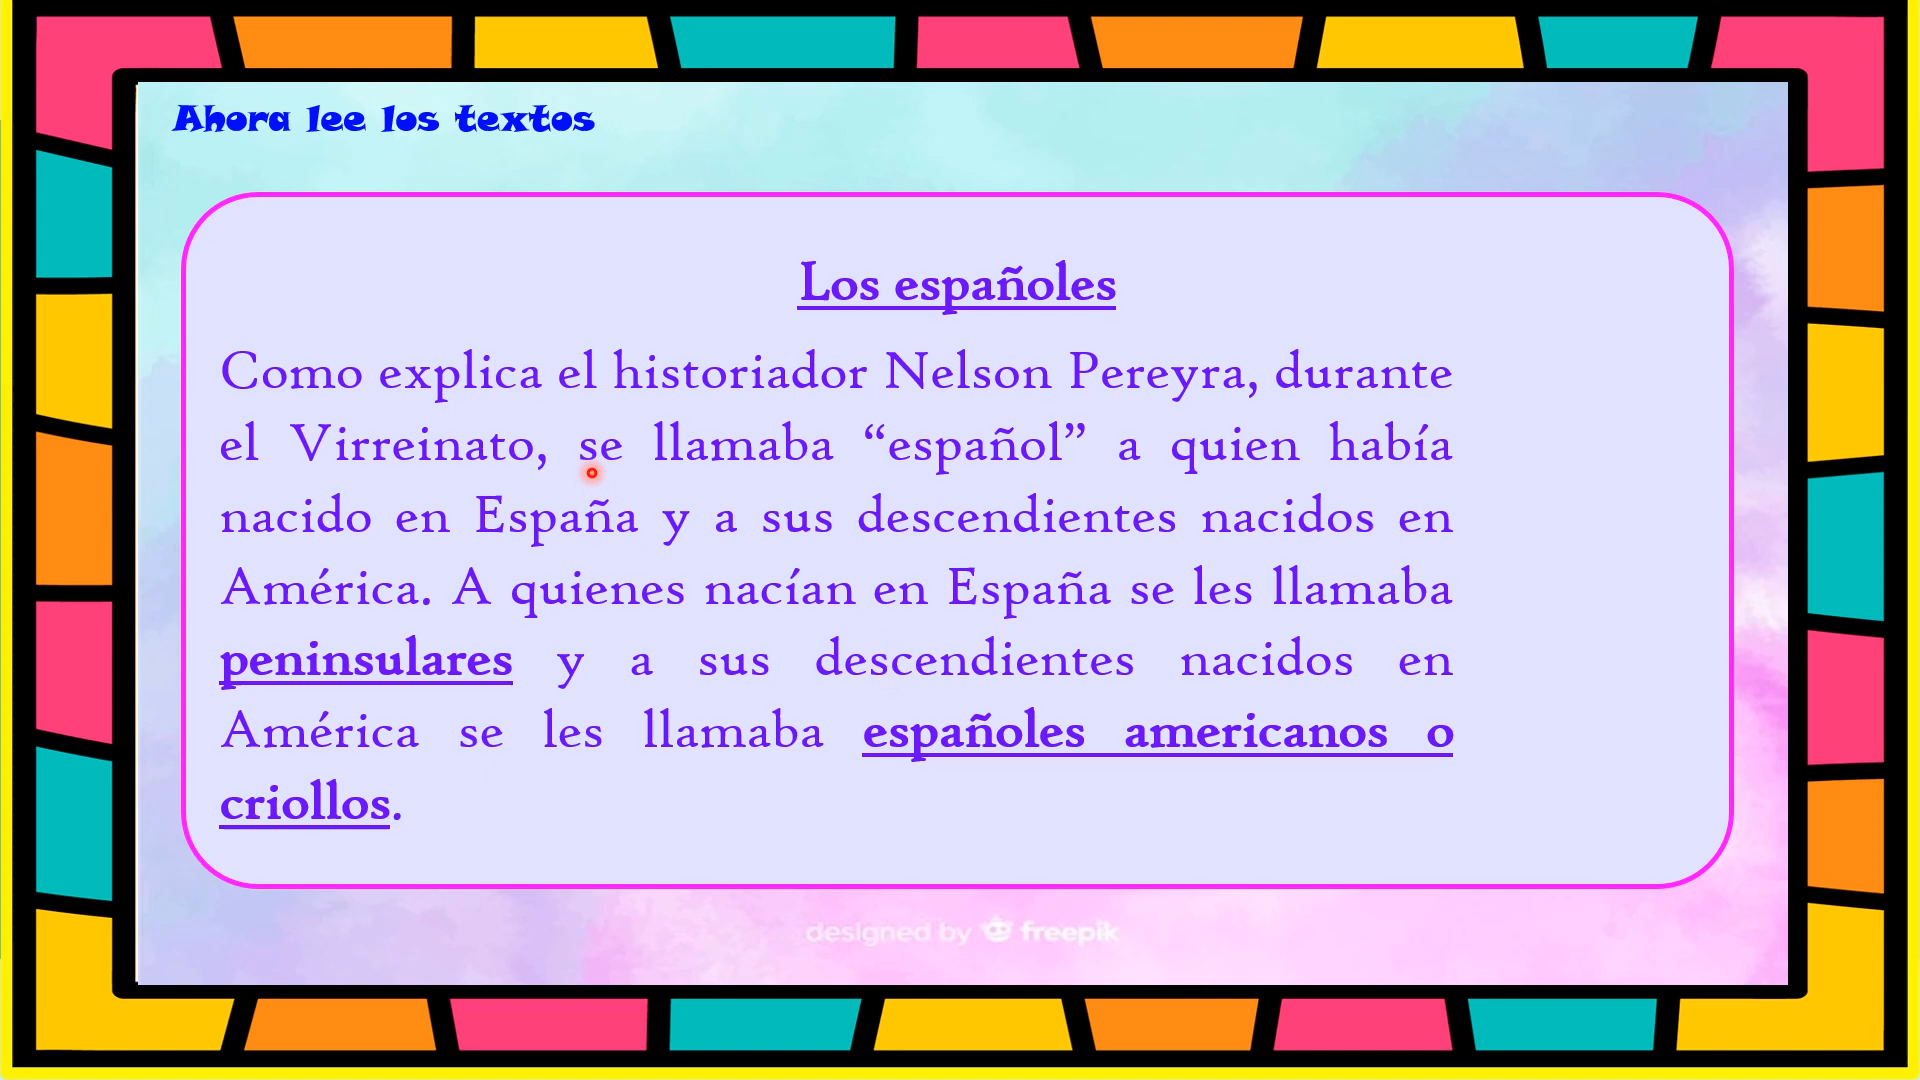 Ahora lee los textos
Los españoles
Como explica el historiador Nelson Pereyra, durante
el Virreinato, se llamaba “español” a quien había
nacido en España y a sus descendientes nacidos en
América. A quienes nacían en España se les llamaba
peninsulares y a sus descendientes nacidos en
América se les llamaba españoles americanos o
criollos.
designed by freepik